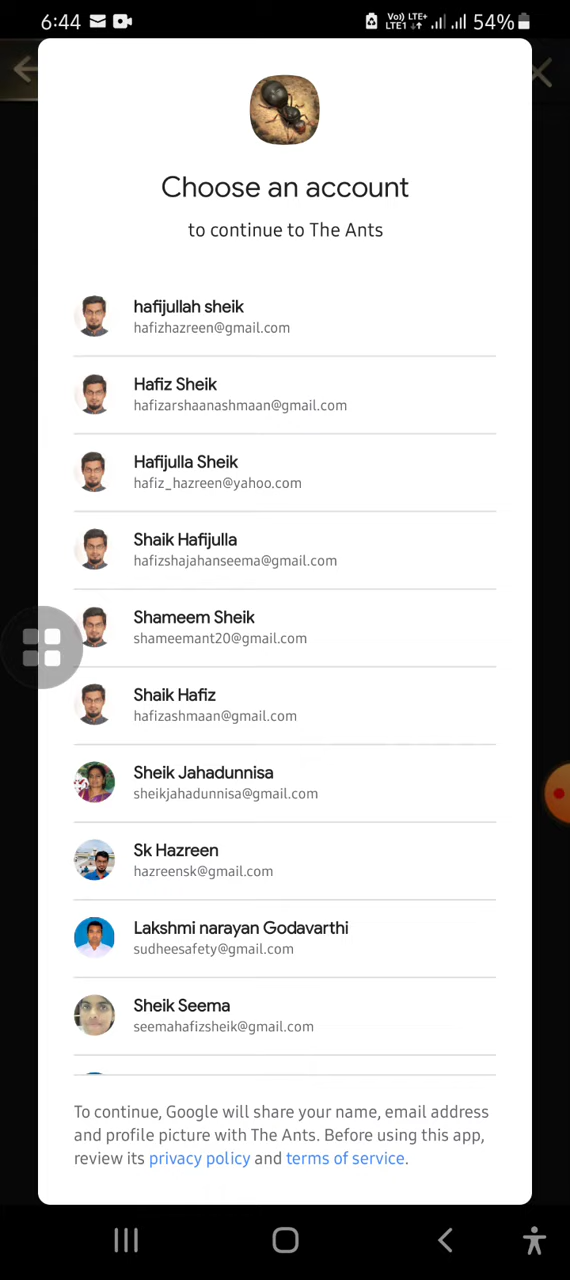 6:44
Vo) LTE+
LTE1 ↓↑
54%
Choose an account
to continue to The Ants
hafijullah sheik
hafizhazreen@gmail.com
Hafiz Sheik
hafizarshaanashmaan@gmail.com
Hafijulla Sheik
hafiz_hazreen@yahoo.com
Shaik Hafijulla
hafizshajahanseema@gmail.com
Shameem Sheik
shameemant20@gmail.com
Shaik Hafiz
hafizashmaan@gmail.com
Sheik Jahadunnisa
sheikjahadunnisa@gmail.com
Sk Hazreen
hazreensk@gmail.com
Lakshmi narayan Godavarthi
sudheesafety@gmail.com
Sheik Seema
seemahafizsheik@gmail.com
To continue, Google will share your name, email address
and profile picture with The Ants. Before using this app,
review its privacy policy and terms of service.